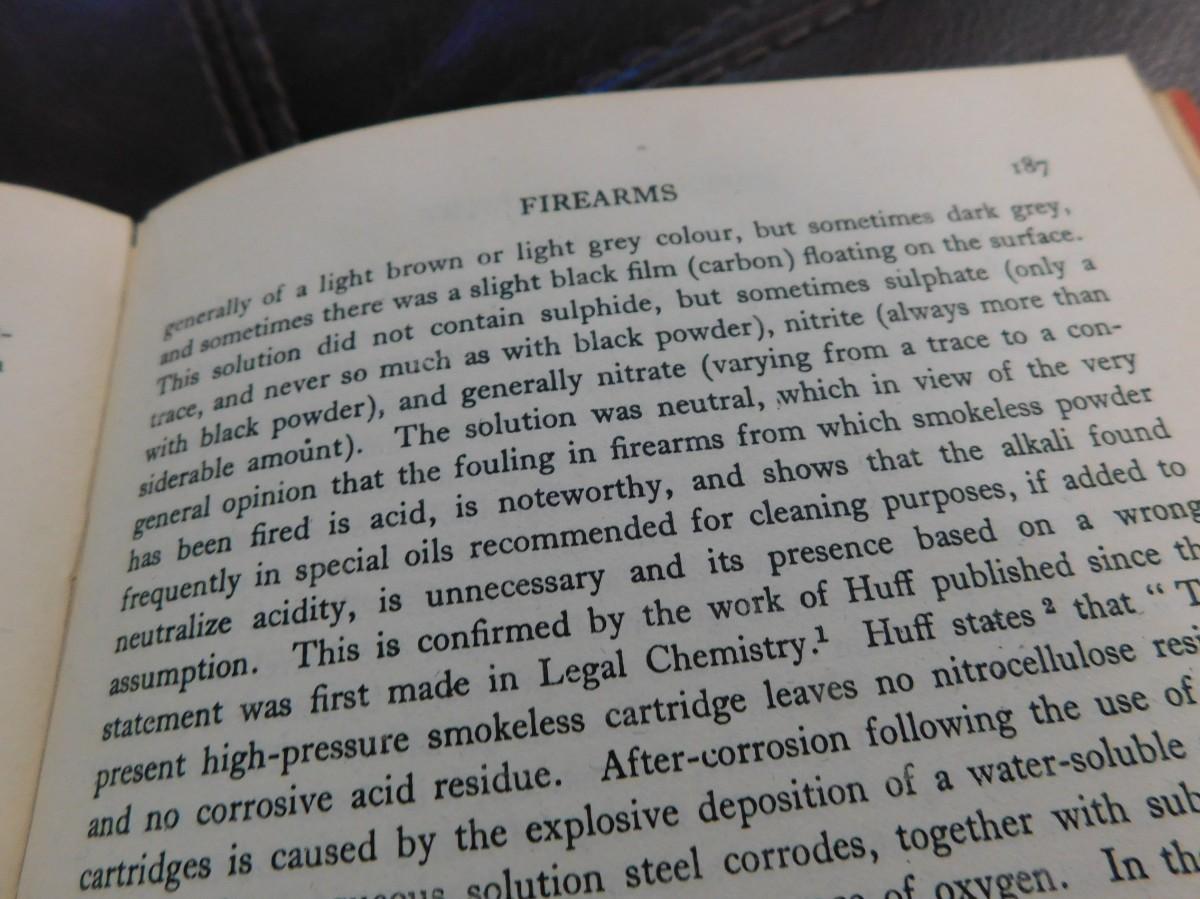 FIREARMS 187
generally of a light brown or light grey colour, but sometimes dark grey,
and sometimes there was a slight black film (carbon) floating on the surface.
This solution did not contain sulphide, but sometimes sulphate (only a
trace, and never so much as with black powder), nitrite (always more than
with black powder), and generally nitrate (varying from a trace to a con-
siderable amount). The solution was neutral, which in view of the very
general opinion that the fouling in firearms from which smokeless powder
has been fired is acid, is noteworthy, and shows that the alkali found
frequently in special oils recommended for cleaning purposes, if added to
neutralize acidity, is unnecessary and its presence based on a wrong
assumption. This is confirmed by the work of Huff published since th
statement was first made in Legal Chemistry.¹ Huff states ² that “ T
present high-pressure smokeless cartridge leaves no nitrocellulose resi
and no corrosive acid residue. After-corrosion following the use of
cartridges is caused by the explosive deposition of a water-soluble
solution steel corrodes, together with sub
of oxygen. In th